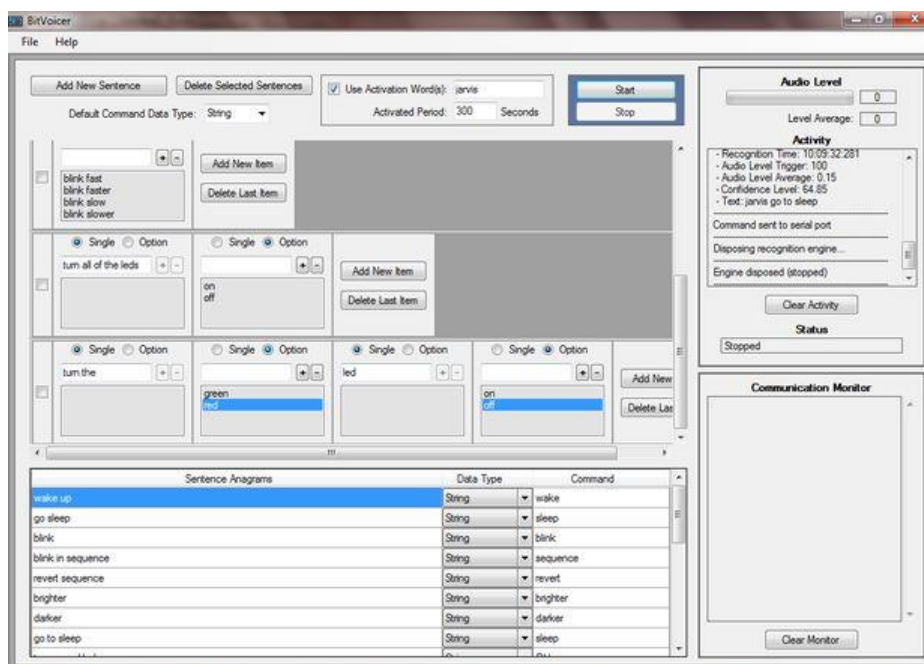 BitVoicer
File Help
Add New Sentence Delete Selected Sentences
Default Command Data Type: String
Use Activation Word(s): jarvis
Activated Period: 300 Seconds
Start
Stop
+ -
blink fast
blink faster
blink slow
blink slower
Add New Item
Delete Last Item
Single Option Single Option
turn all of the leds + - + -
on
off
Add New Item
Delete Last Item
Single Option Single Option Single Option Single Option
turn the + - + - led + - + -
green
red
on
off
Add New
Delete Las
Sentence Anagrams Data Type Command
wake up String wake
go sleep String sleep
blink String blink
blink in sequence String sequence
revert sequence String revert
brighter String brighter
darker String darker
go to sleep String sleep
Audio Level
0
Level Average: 0
Activity
- Recognition Time: 10:09:32.281
- Audio Level Trigger: 100
- Audio Level Average: 0.15
- Confidence Level: 64.85
- Text: jarvis go to sleep
Command sent to serial port
Disposing recognition engine...
Engine disposed (stopped)
Clear Activity
Status
Stopped
Communication Monitor
Clear Monitor